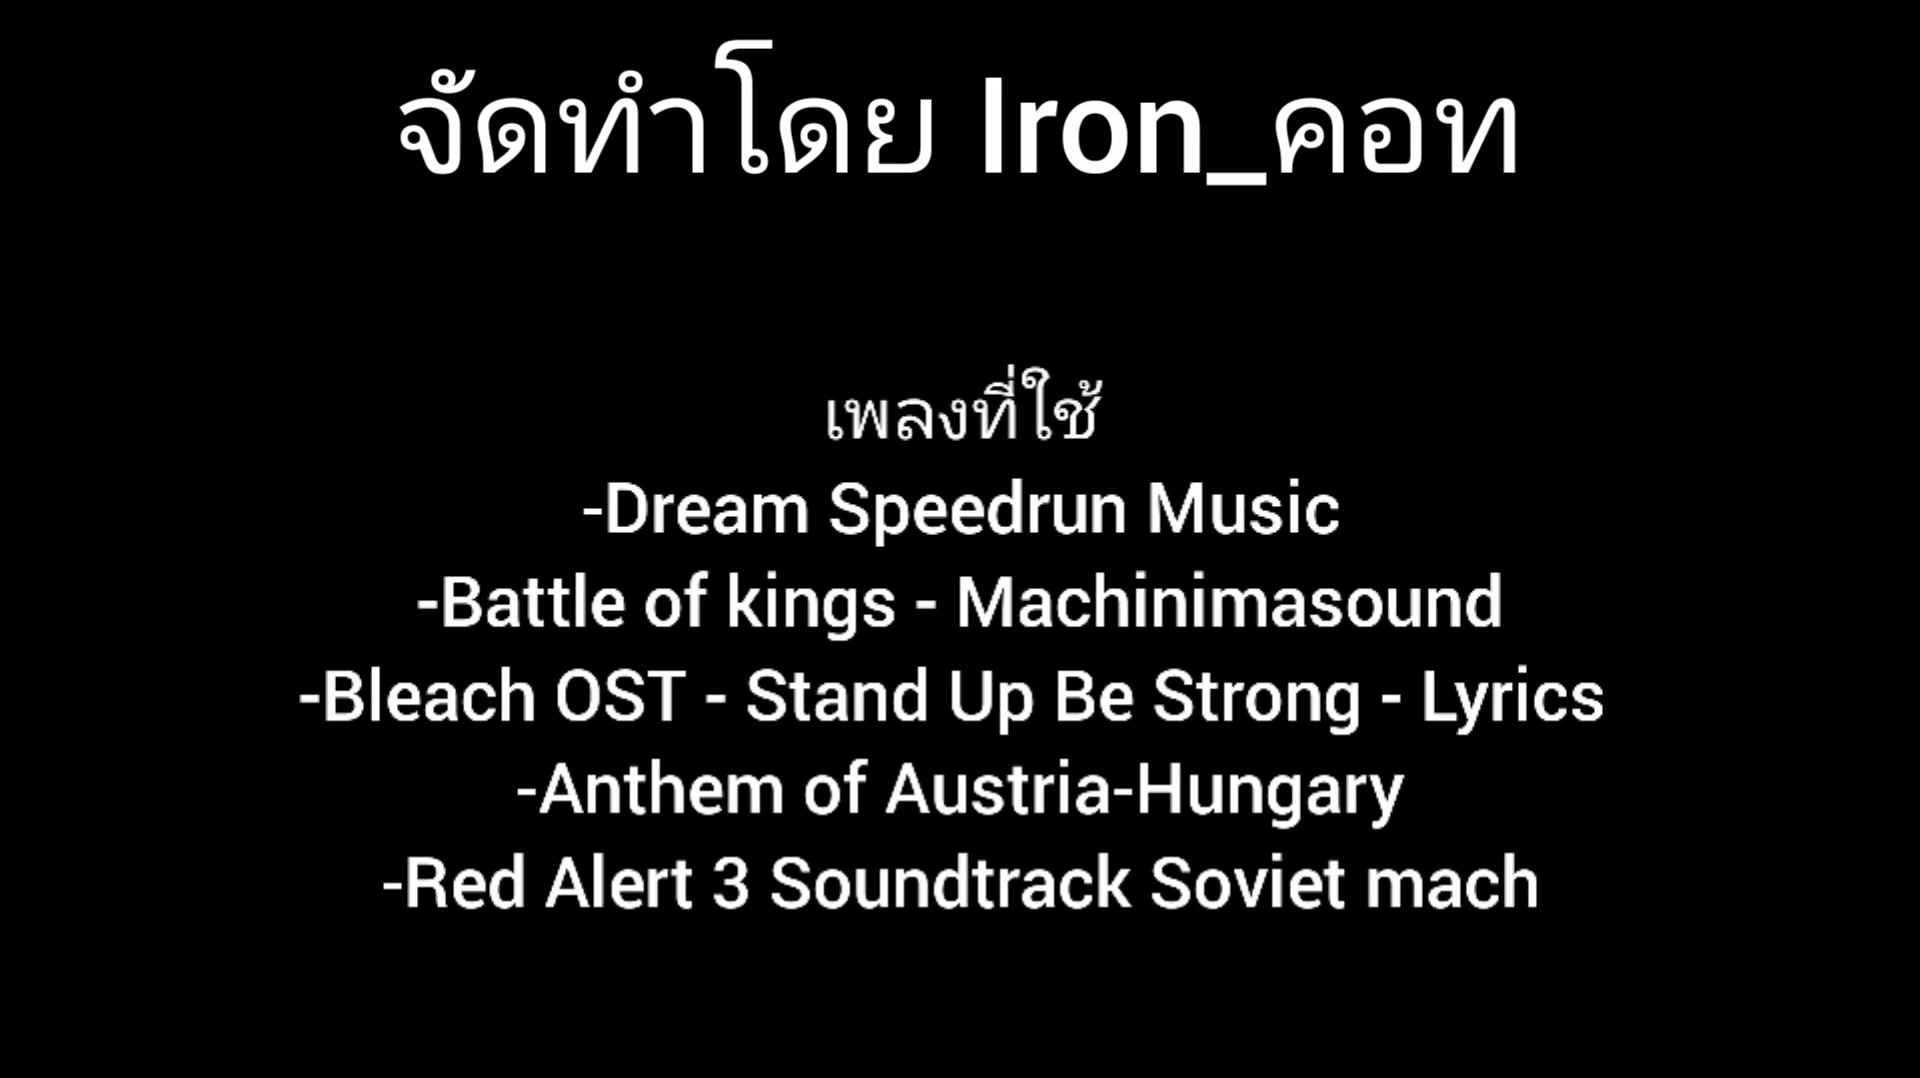 จัดทำโดย Iron_คอท
เพลงที่ใช้
-Dream Speedrun Music
-Battle of kings - Machinimasound
-Bleach OST - Stand Up Be Strong - Lyrics
-Anthem of Austria-Hungary
-Red Alert 3 Soundtrack Soviet mach